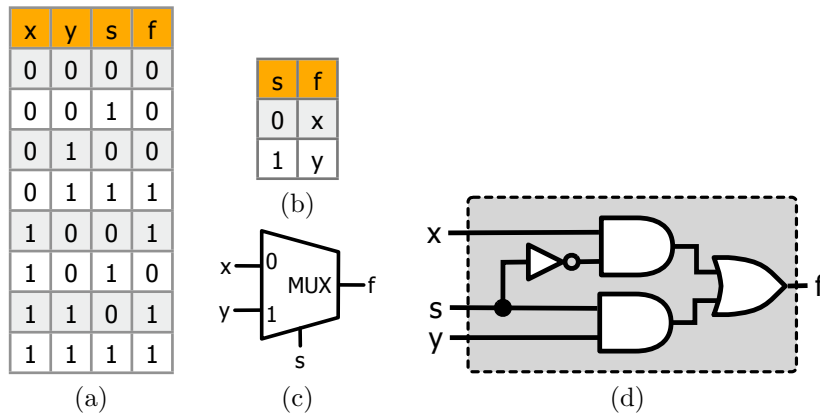 x y s f
0 0 0 0
0 0 1 0
0 1 0 0
0 1 1 1
1 0 0 1
1 0 1 0
1 1 0 1
1 1 1 1
(a)
s f
0 x
1 y
(b)
x 0
MUX f
y 1
s
(c)
x
s
y
f
(d)